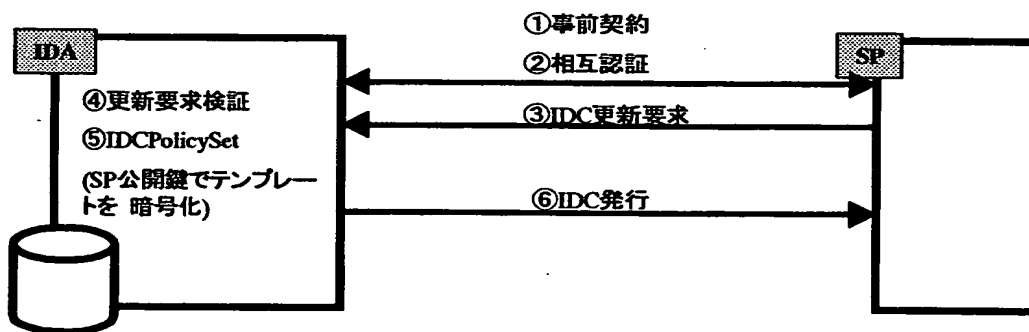 ①事前契約
IDA
SP
②相互認証
④更新要求検証
③IDC更新要求
⑤IDCPolicySet
(SP公開鍵でテンプレー
トを 暗号化)
⑥IDC発行